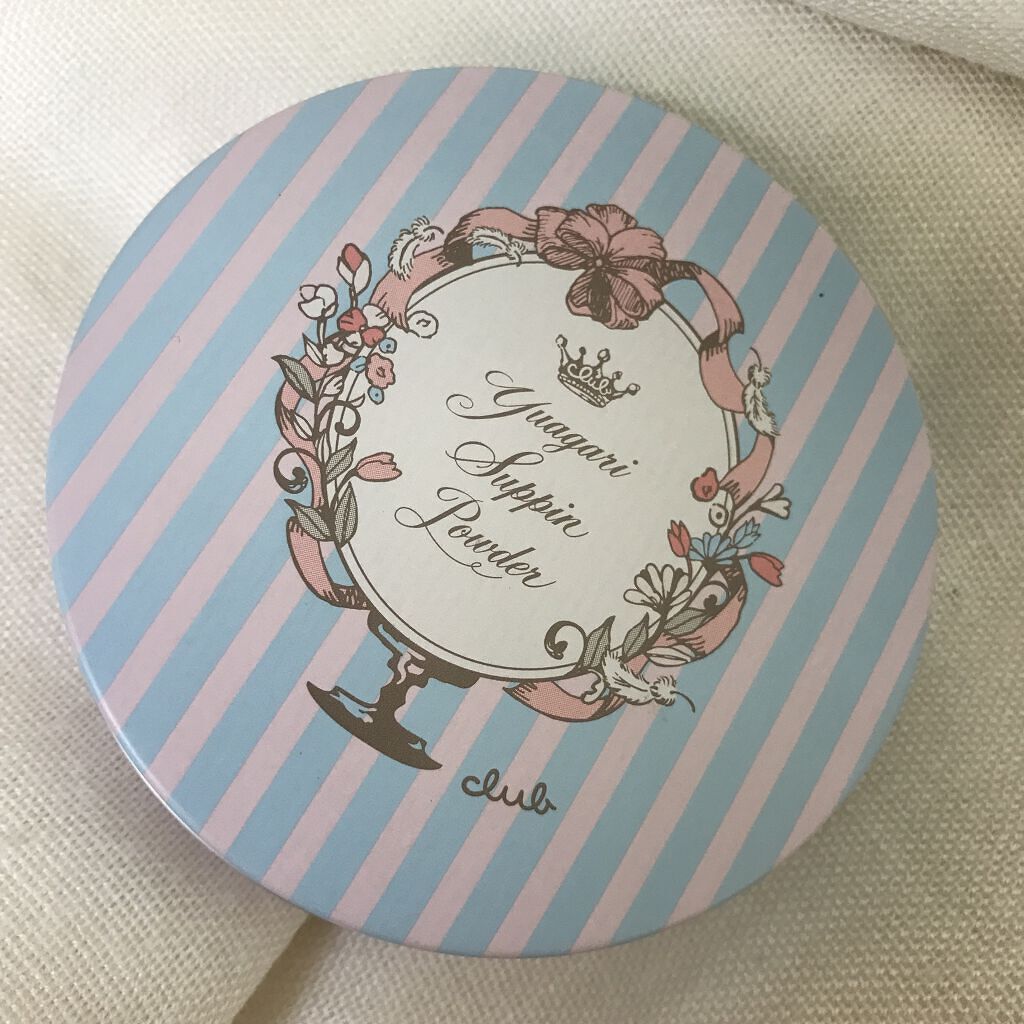 Yuagari
Suppin
Powder
club